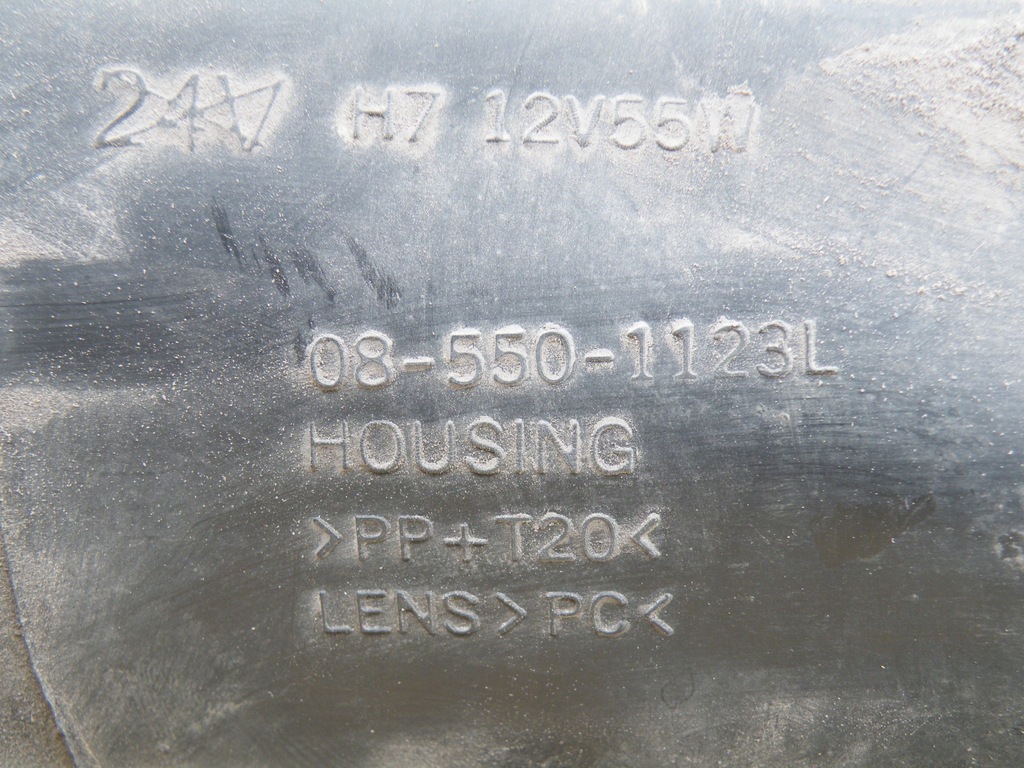 24V H7 12V55W
08-550-1123L
HOUSING
>PP+T20<
LENS>PC<